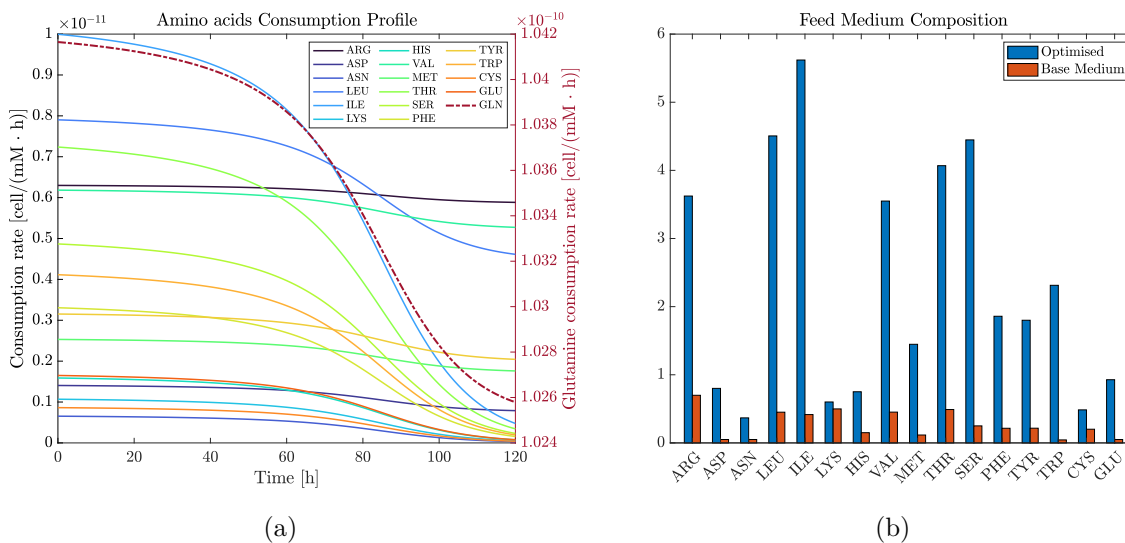 Amino acids Consumption Profile
×10⁻¹¹
×10⁻¹⁰
Consumption rate [cell/(mM · h)]
1
0.9
0.8
0.7
0.6
0.5
0.4
0.3
0.2
0.1
0
ARG
ASP
ASN
LEU
ILE
LYS
HIS
VAL
MET
THR
SER
PHE
TYR
TRP
CYS
GLU
GLN
1.042
1.04
1.038
1.036
1.034
1.032
1.03
1.028
1.026
1.024
Glutamine consumption rate [cell/(mM · h)]
0 20 40 60 80 100 120
Time [h]
(a)
Feed Medium Composition
Optimised
Base Medium
6
5
4
3
2
1
0
ARG ASP ASN LEU ILE LYS HIS VAL MET THR SER PHE TYR TRP CYS GLU
(b)